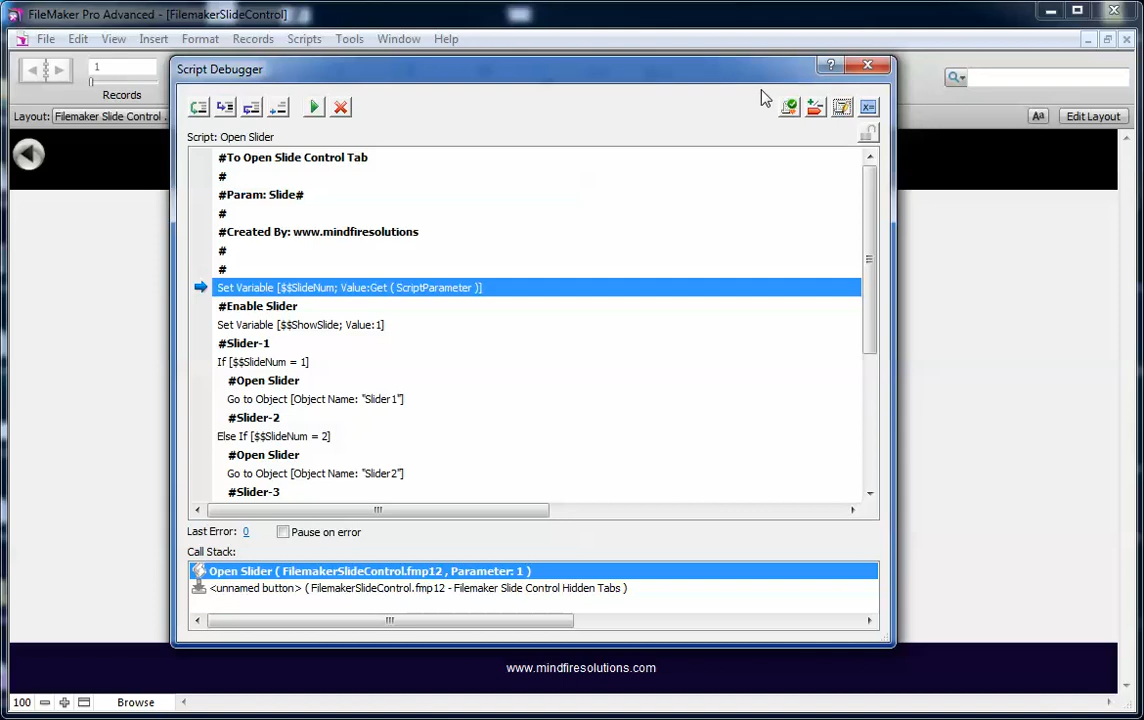 FileMaker Pro Advanced - [FilemakerSlideControl]
File Edit View Insert Format Records Scripts Tools Window Help
1
Records
Layout: Filemaker Slide Control ... Aa Edit Layout
Script Debugger
Script: Open Slider
#To Open Slide Control Tab
#
#Param: Slide#
#
#Created By: www.mindfiresolutions
#
#
Set Variable [$$SlideNum; Value:Get ( ScriptParameter )]
#Enable Slider
Set Variable [$$ShowSlide; Value:1]
#Slider-1
If [$$SlideNum = 1]
#Open Slider
Go to Object [Object Name: "Slider1"]
#Slider-2
Else If [$$SlideNum = 2]
#Open Slider
Go to Object [Object Name: "Slider2"]
#Slider-3
Last Error: 0 Pause on error
Call Stack:
Open Slider ( FilemakerSlideControl.fmp12 , Parameter: 1 )
<unnamed button> ( FilemakerSlideControl.fmp12 - Filemaker Slide Control Hidden Tabs )
www.mindfiresolutions.com
100 Browse